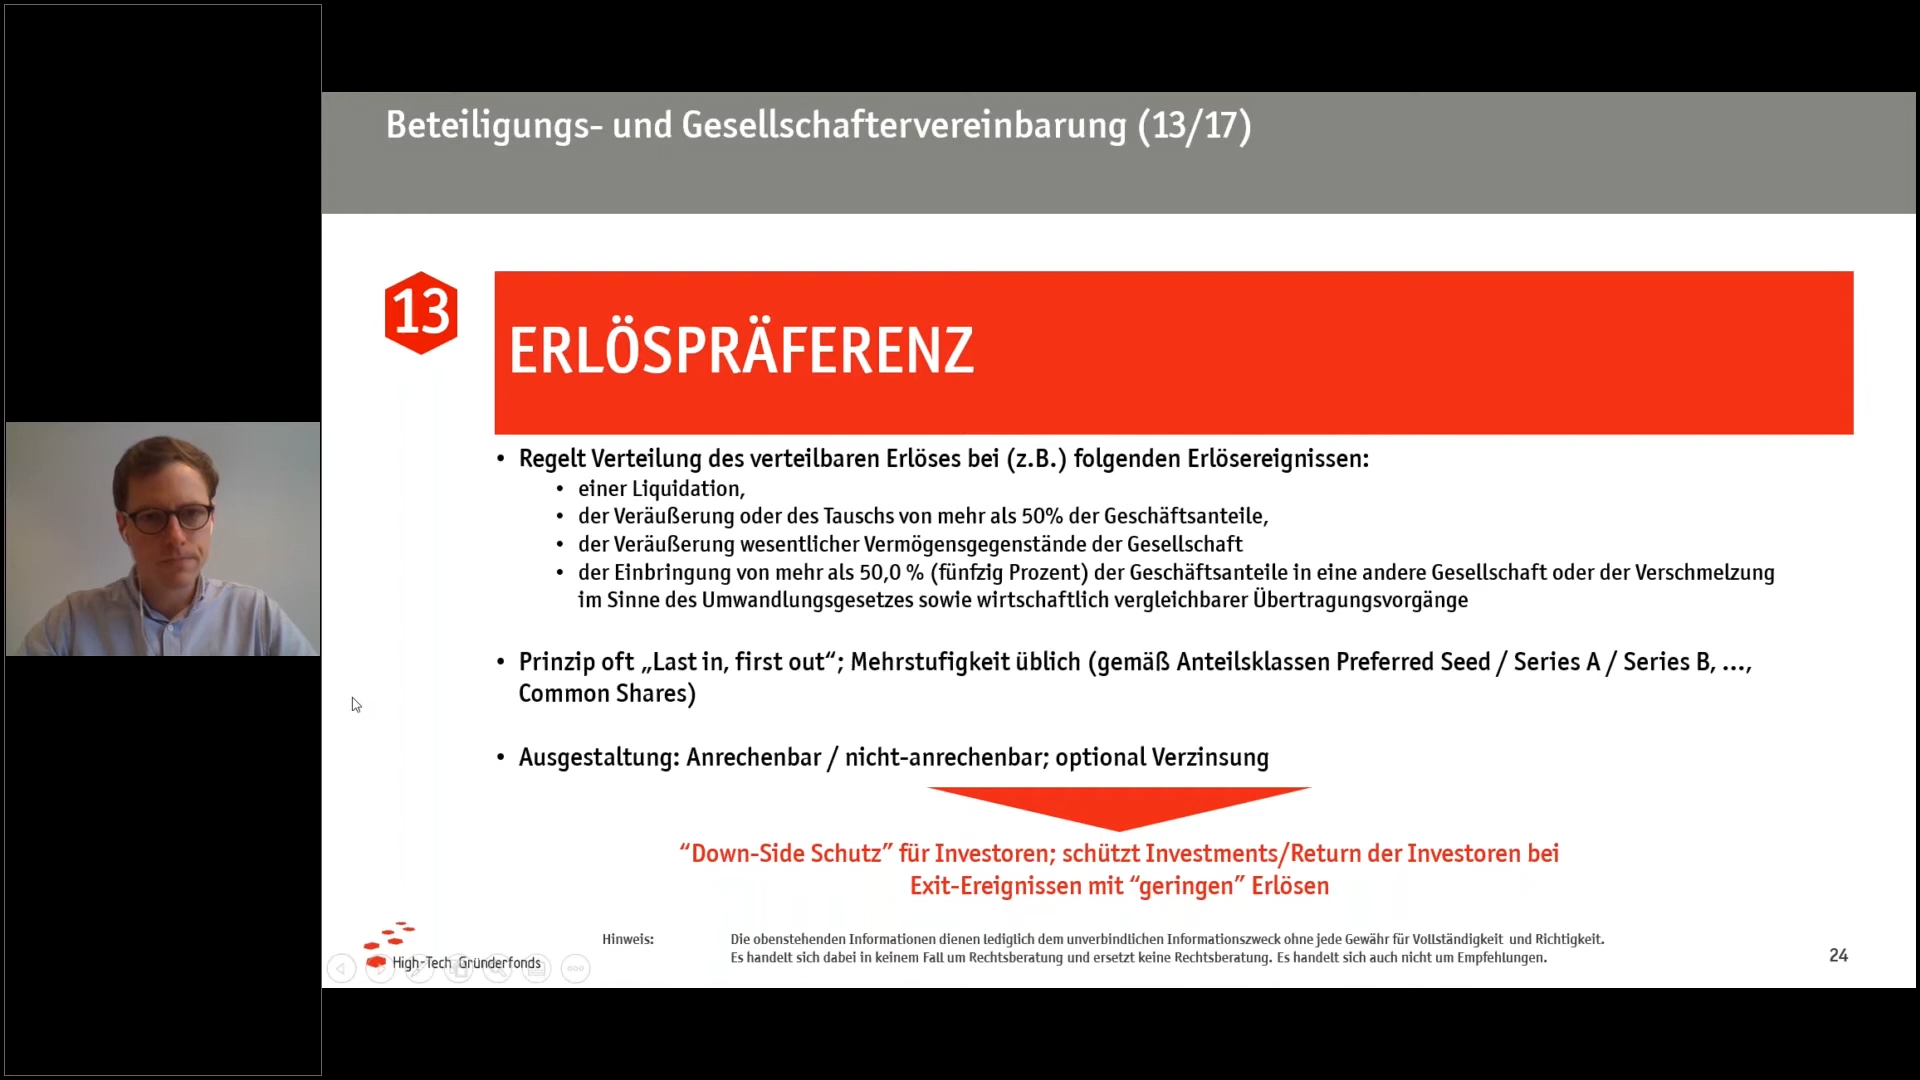 Beteiligungs- und Gesellschaftervereinbarung (13/17)
13
ERLÖSPRÄFERENZ
• Regelt Verteilung des verteilbaren Erlöses bei (z.B.) folgenden Erlösereignissen:
• einer Liquidation,
• der Veräußerung oder des Tauschs von mehr als 50% der Geschäftsanteile,
• der Veräußerung wesentlicher Vermögensgegenstände der Gesellschaft
• der Einbringung von mehr als 50,0 % (fünfzig Prozent) der Geschäftsanteile in eine andere Gesellschaft oder der Verschmelzung
im Sinne des Umwandlungsgesetzes sowie wirtschaftlich vergleichbarer Übertragungsvorgänge
• Prinzip oft „Last in, first out“; Mehrstufigkeit üblich (gemäß Anteilsklassen Preferred Seed / Series A / Series B, …,
Common Shares)
• Ausgestaltung: Anrechenbar / nicht-anrechenbar; optional Verzinsung
“Down-Side Schutz” für Investoren; schützt Investments/Return der Investoren bei
Exit-Ereignissen mit “geringen” Erlösen
Hinweis:
Die obenstehenden Informationen dienen lediglich dem unverbindlichen Informationszweck ohne jede Gewähr für Vollständigkeit und Richtigkeit.
Es handelt sich dabei in keinem Fall um Rechtsberatung und ersetzt keine Rechtsberatung. Es handelt sich auch nicht um Empfehlungen.
High-Tech Gründerfonds
24